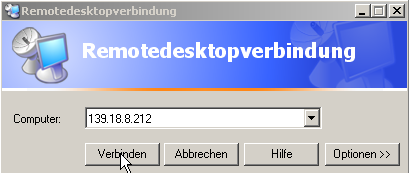 Remotedesktopverbindung
Remotedesktopverbindung
Computer: 139.18.8.212
Verbinden Abbrechen Hilfe Optionen >>